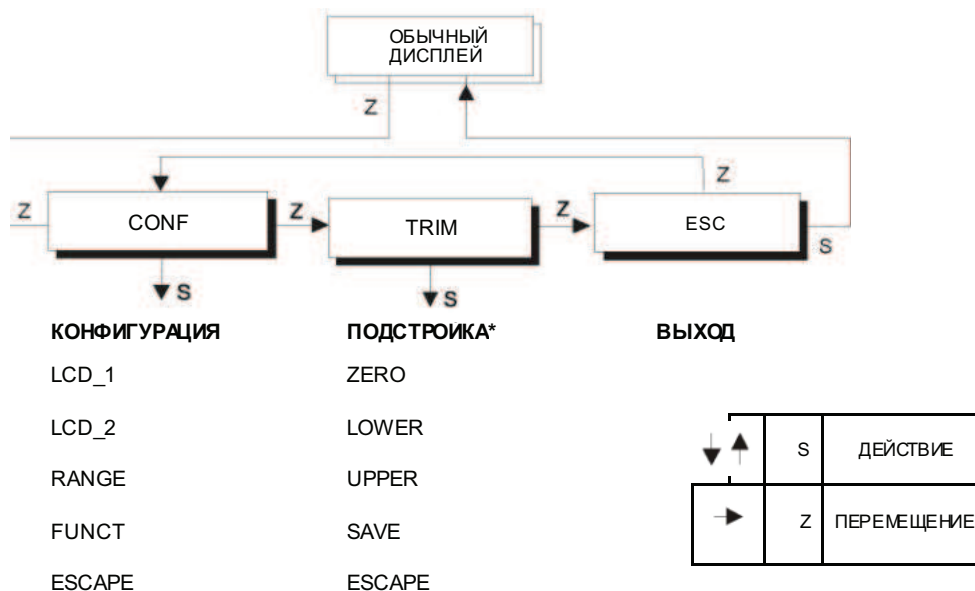 ОБЫЧНЫЙ
ДИСПЛЕЙ
Z
Z
Z
CONF
Z
TRIM
Z
ESC
S
S
S
КОНФИГУРАЦИЯ
ПОДСТРОИКА*
ВЫХОД
LCD_1
ZERO
LCD_2
LOWER
RANGE
UPPER
FUNCT
SAVE
ESCAPE
ESCAPE
S
ДЕЙСТВИЕ
Z
ПЕРЕМЕЩЕНИЕ